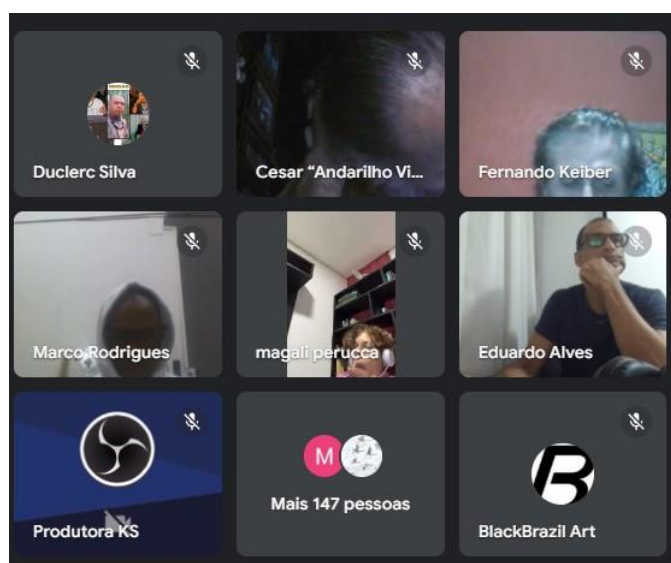 Duclerc Silva
Cesar “Andarilho Vi...
Fernando Keiber
Marco Rodrigues
magali perucca
Eduardo Alves
Produtora KS
M
Mais 147 pessoas
B
BlackBrazil Art